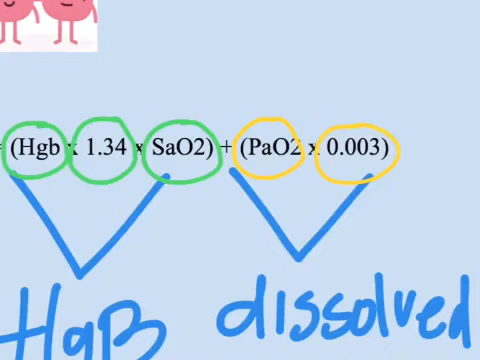 = (Hgb x 1.34 x SaO2) + (PaO2 x 0.003)
HgB dissolved